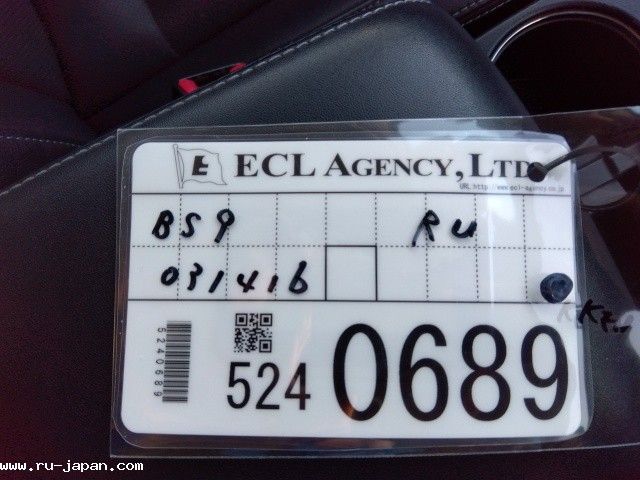 E ECL AGENCY, LTD
URL:http://www.ecl-agency.co.jp
BS9 RU
031416
5240689
524 0689
www.ru-japan.com